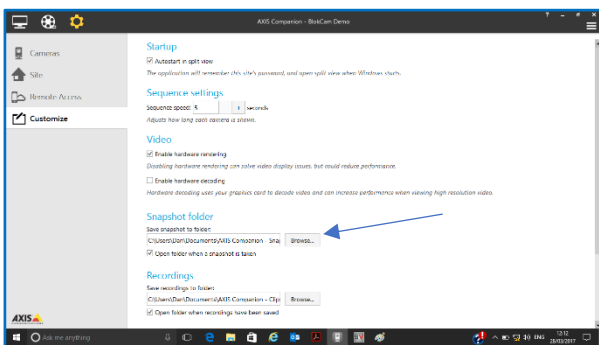 AXIS Companion - BlokCam Demo
Cameras
Site
Remote Access
Customize
Startup
Autostart in split view
The application will remember this site's password, and open split view when Windows starts.
Sequence settings
Sequence speed: 5 seconds
Adjusts how long each camera is shown.
Video
Enable hardware rendering
Disabling hardware rendering can solve video display issues, but could reduce performance.
Enable hardware decoding
Hardware decoding uses your graphics card to decode video and can increase performance when viewing high resolution video.
Snapshot folder
Save snapshot to folder:
C:\Users\Dan\Documents\AXIS Companion - Snap Browse...
Open folder when a snapshot is taken
Recordings
Save recordings to folder:
C:\Users\Dan\Documents\AXIS Companion - Clips Browse...
Open folder when recordings have been saved
AXIS
Ask me anything
ENG
12:12
28/03/2017